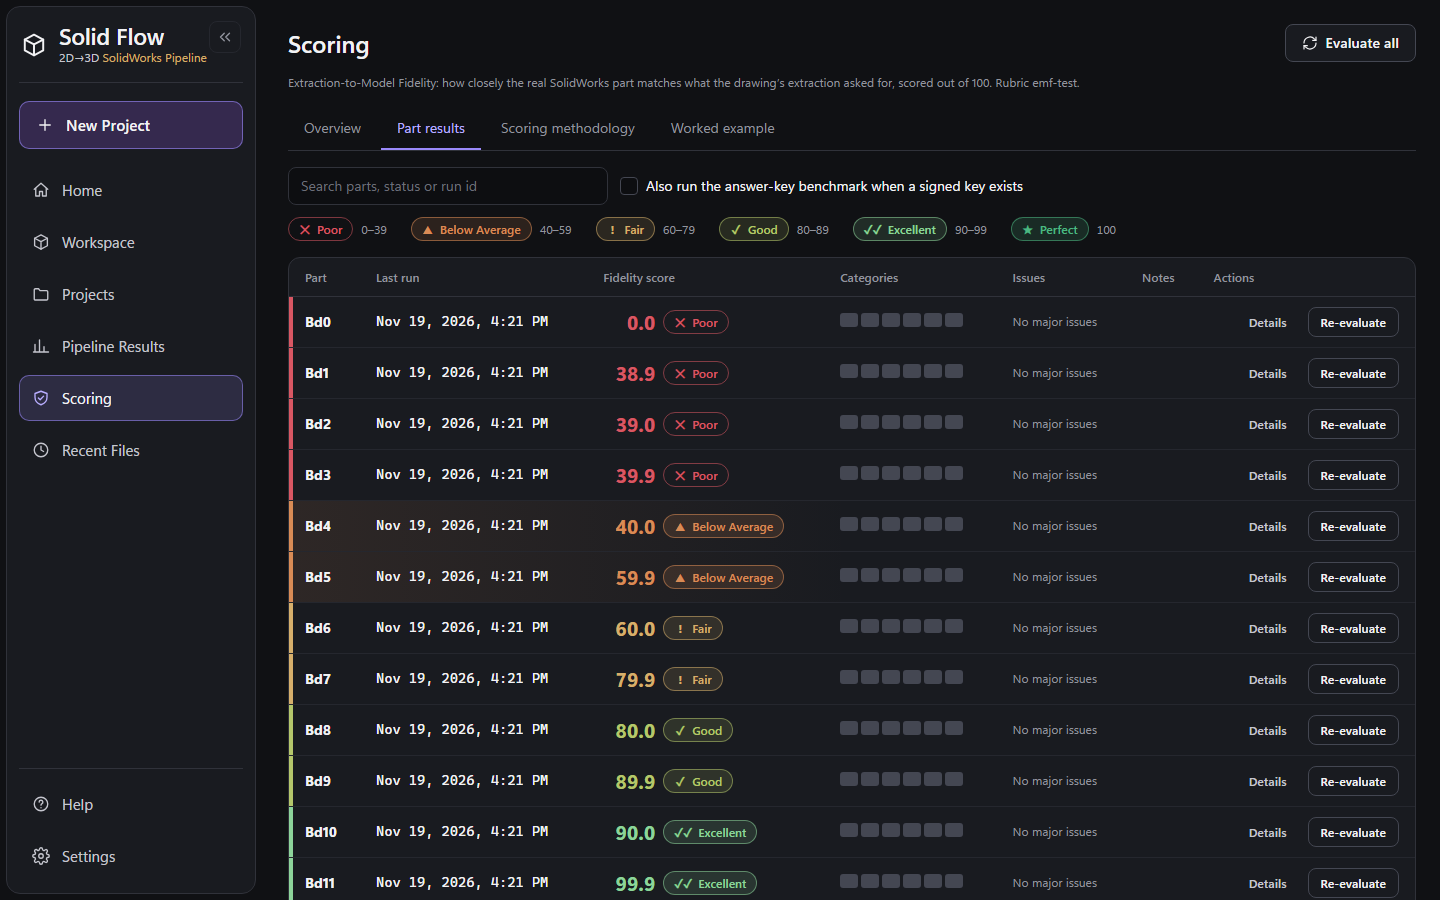 Solid Flow
2D→3D SolidWorks Pipeline
New Project
Home
Workspace
Projects
Pipeline Results
Scoring
Recent Files
Help
Settings
Scoring
Evaluate all
Extraction-to-Model Fidelity: how closely the real SolidWorks part matches what the drawing's extraction asked for, scored out of 100. Rubric emf-test.
Overview Part results Scoring methodology Worked example
Search parts, status or run id
Also run the answer-key benchmark when a signed key exists
Poor 0–39 Below Average 40–59 Fair 60–79 Good 80–89 Excellent 90–99 Perfect 100
Part Last run Fidelity score Categories Issues Notes Actions
Bd0 Nov 19, 2026, 4:21 PM 0.0 Poor No major issues Details Re-evaluate
Bd1 Nov 19, 2026, 4:21 PM 38.9 Poor No major issues Details Re-evaluate
Bd2 Nov 19, 2026, 4:21 PM 39.0 Poor No major issues Details Re-evaluate
Bd3 Nov 19, 2026, 4:21 PM 39.9 Poor No major issues Details Re-evaluate
Bd4 Nov 19, 2026, 4:21 PM 40.0 Below Average No major issues Details Re-evaluate
Bd5 Nov 19, 2026, 4:21 PM 59.9 Below Average No major issues Details Re-evaluate
Bd6 Nov 19, 2026, 4:21 PM 60.0 Fair No major issues Details Re-evaluate
Bd7 Nov 19, 2026, 4:21 PM 79.9 Fair No major issues Details Re-evaluate
Bd8 Nov 19, 2026, 4:21 PM 80.0 Good No major issues Details Re-evaluate
Bd9 Nov 19, 2026, 4:21 PM 89.9 Good No major issues Details Re-evaluate
Bd10 Nov 19, 2026, 4:21 PM 90.0 Excellent No major issues Details Re-evaluate
Bd11 Nov 19, 2026, 4:21 PM 99.9 Excellent No major issues Details Re-evaluate